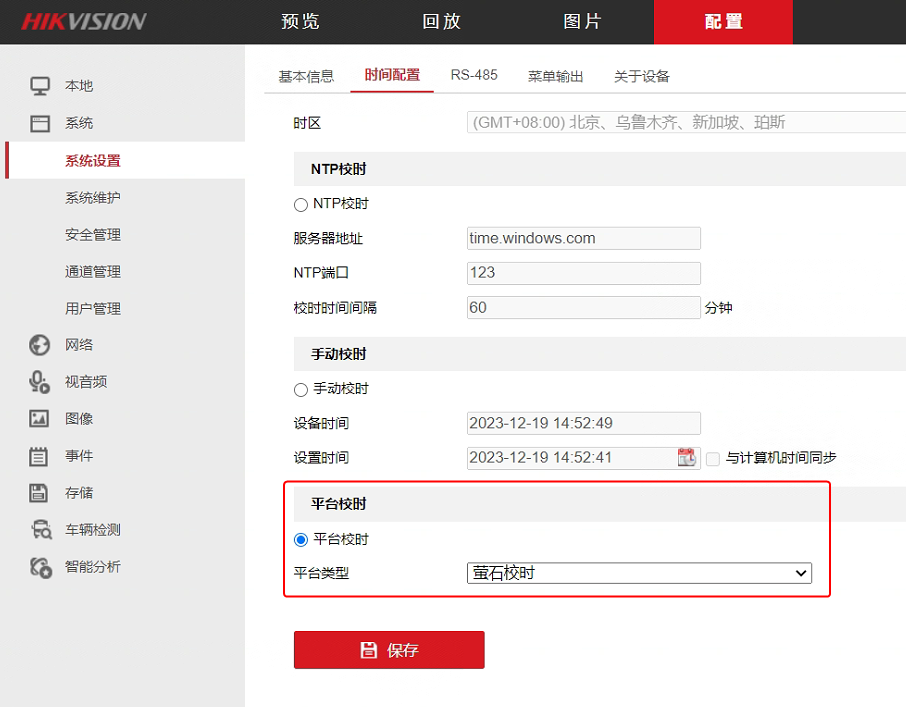 HIKVISION 预览 回放 图片 配置
本地
系统
系统设置
系统维护
安全管理
通道管理
用户管理
网络
视音频
图像
事件
存储
车辆检测
智能分析
基本信息 时间配置 RS-485 菜单输出 关于设备
时区 (GMT+08:00) 北京、乌鲁木齐、新加坡、珀斯
NTP校时
NTP校时
服务器地址 time.windows.com
NTP端口 123
校时时间间隔 60 分钟
手动校时
手动校时
设备时间 2023-12-19 14:52:49
设置时间 2023-12-19 14:52:41 与计算机时间同步
平台校时
平台校时
平台类型 萤石校时
保存